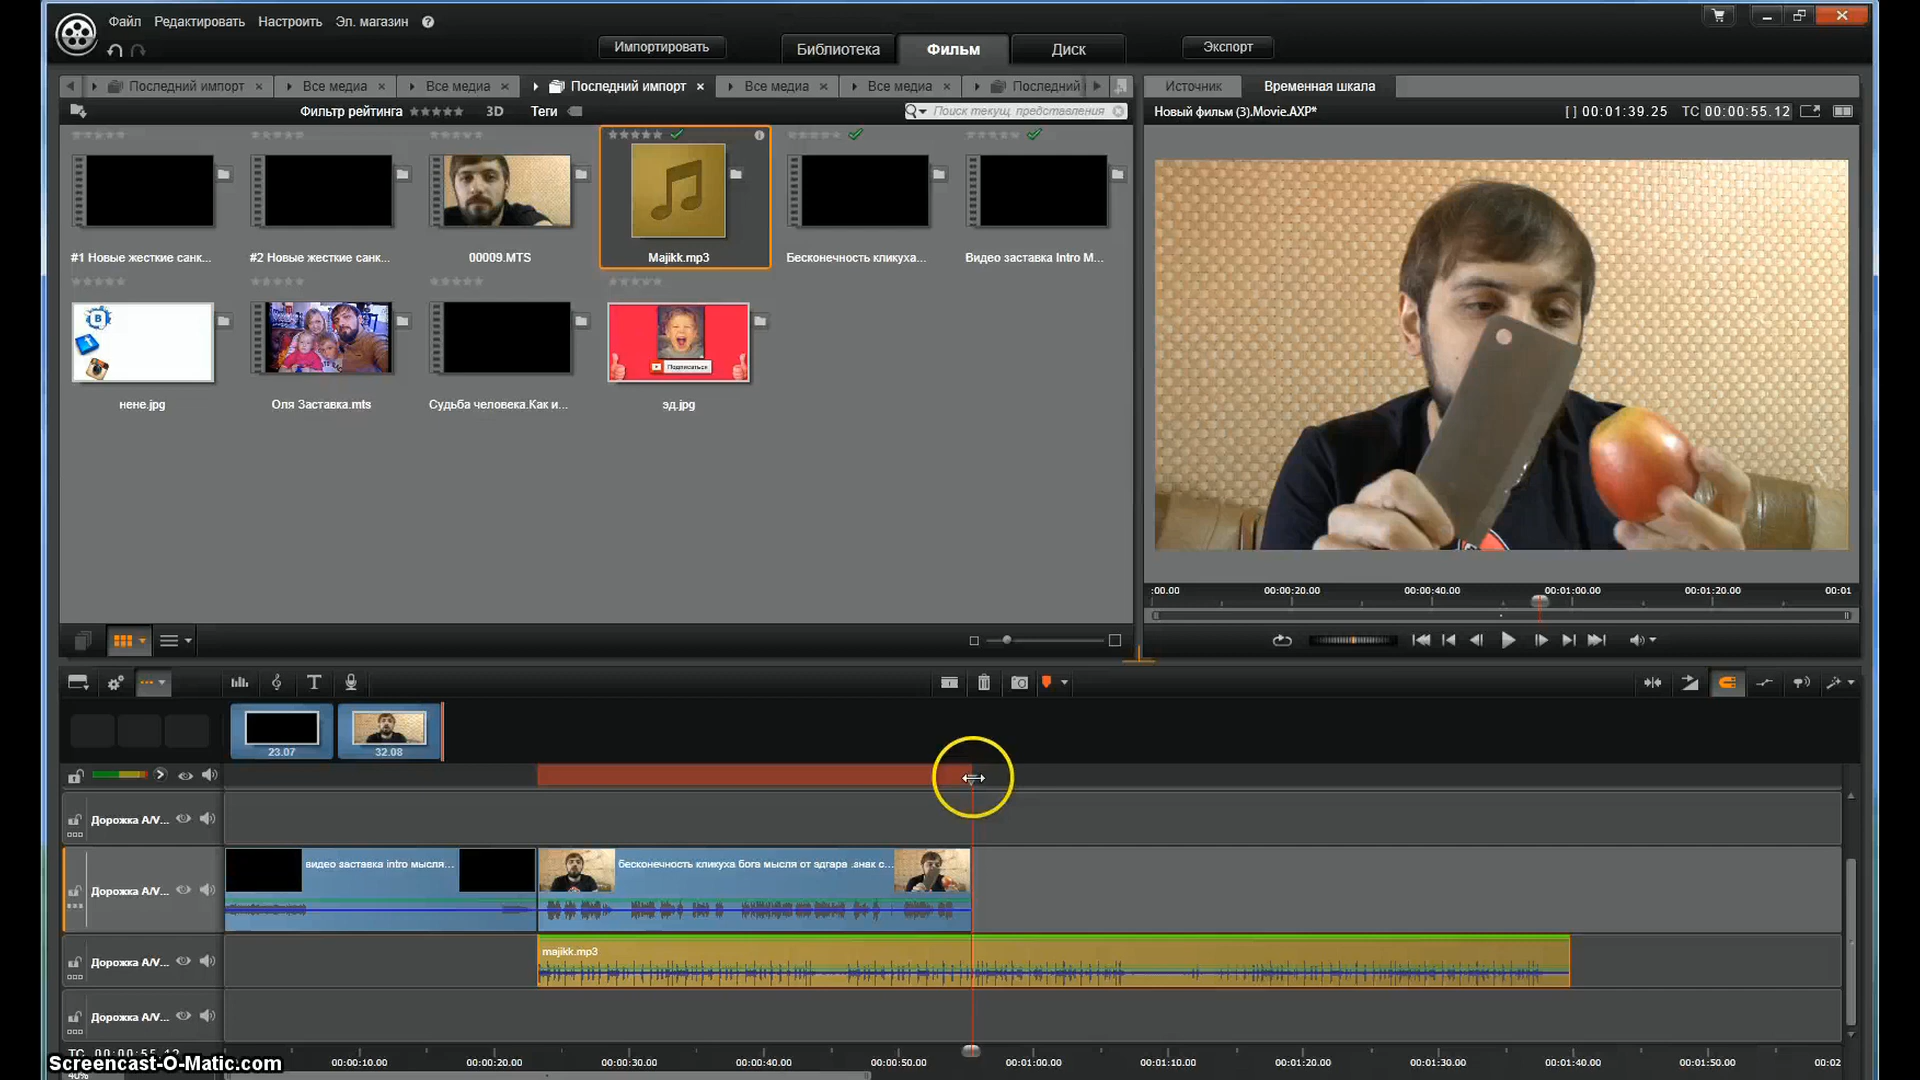 Файл Редактировать Настроить Эл. магазин ?
Импортировать Библиотека Фильм Диск Экспорт
Последний импорт × Все медиа × Все медиа × Последний импорт × Все медиа × Все медиа × Последний
Источник Временная шкала
Фильтр рейтинга 3D Теги Поиск текущ. представления
Новый фильм (3).Movie.AXP* [ ] 00:01:39.25 TC 00:00:55.12
#1 Новые жесткие санк... #2 Новые жесткие санк... 00009.MTS Majikk.mp3 Бесконечность кликуха... Видео заставка Intro M...
B
Подписаться
нене.jpg Оля Заставка.mts Судьба человека.Как и... эд.jpg
:00.00 00:00:20.00 00:00:40.00 00:01:00.00 00:01:20.00 00:01
T
23.07 32.08
Дорожка A/V...
видео заставка intro мысля... бесконечность кликуха бога мысля от эдгара .знак с...
Дорожка A/V...
majikk.mp3
Дорожка A/V...
Дорожка A/V...
TC 00:00:55.12
00:00:10.00 00:00:20.00 00:00:30.00 00:00:40.00 00:00:50.00 00:01:00.00 00:01:10.00 00:01:20.00 00:01:30.00 00:01:40.00 00:01:50.00 00:02
Screencast-O-Matic.com
40%